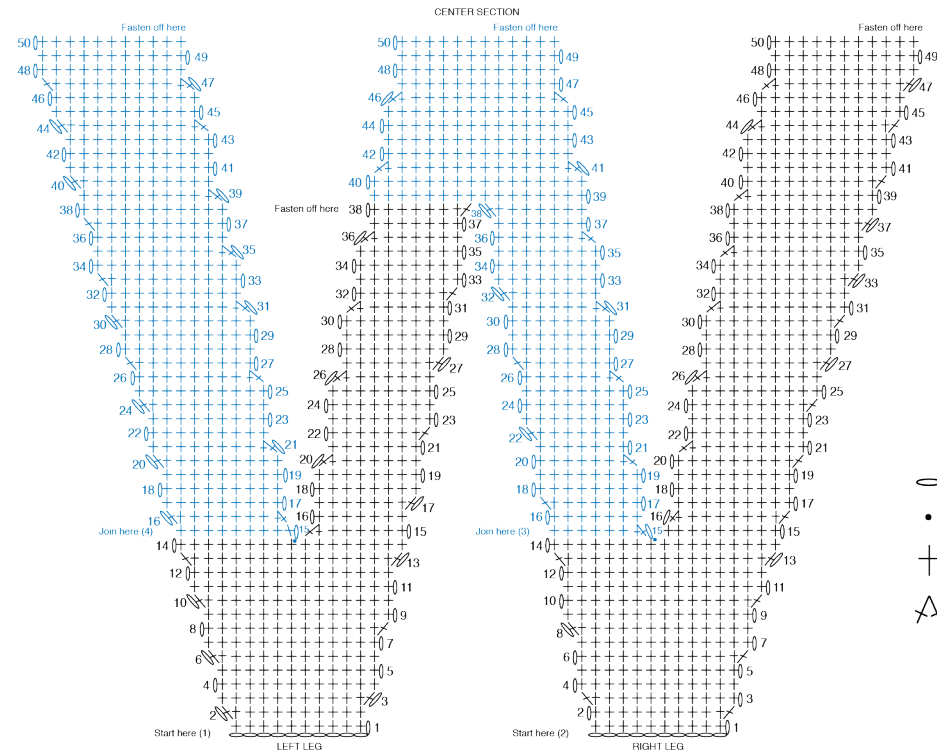 CENTER SECTION
Fasten off here Fasten off here Fasten off here
50 50 50
49 49 49
48 48 48
47 47 47
46 46 46
45 45 45
44 44 44
43 43 43
42 42 42
41 41 41
40 40 40
39 39 39
38 Fasten off here 38 38 38
37 37 37 37
36 36 36 36
35 35 35 35
34 34 34 34
33 33 33 33
32 32 32 32
31 31 31 31
30 30 30 30
29 29 29 29
28 28 28 28
27 27 27 27
26 26 26 26
25 25 25 25
24 24 24 24
23 23 23 23
22 22 22 22
21 21 21 21
20 20 20 20
19 19 19 19
18 18 18 18
17 17 17 17
16 16 16 16
Join here (4) 15 15 Join here (3) 15 15
14 14
13 13
12 12
11 11
10 10
9 9
8 8
7 7
6 6
5 5
4 4
3 3
2 2
Start here (1) 1 Start here (2) 1
LEFT LEG RIGHT LEG